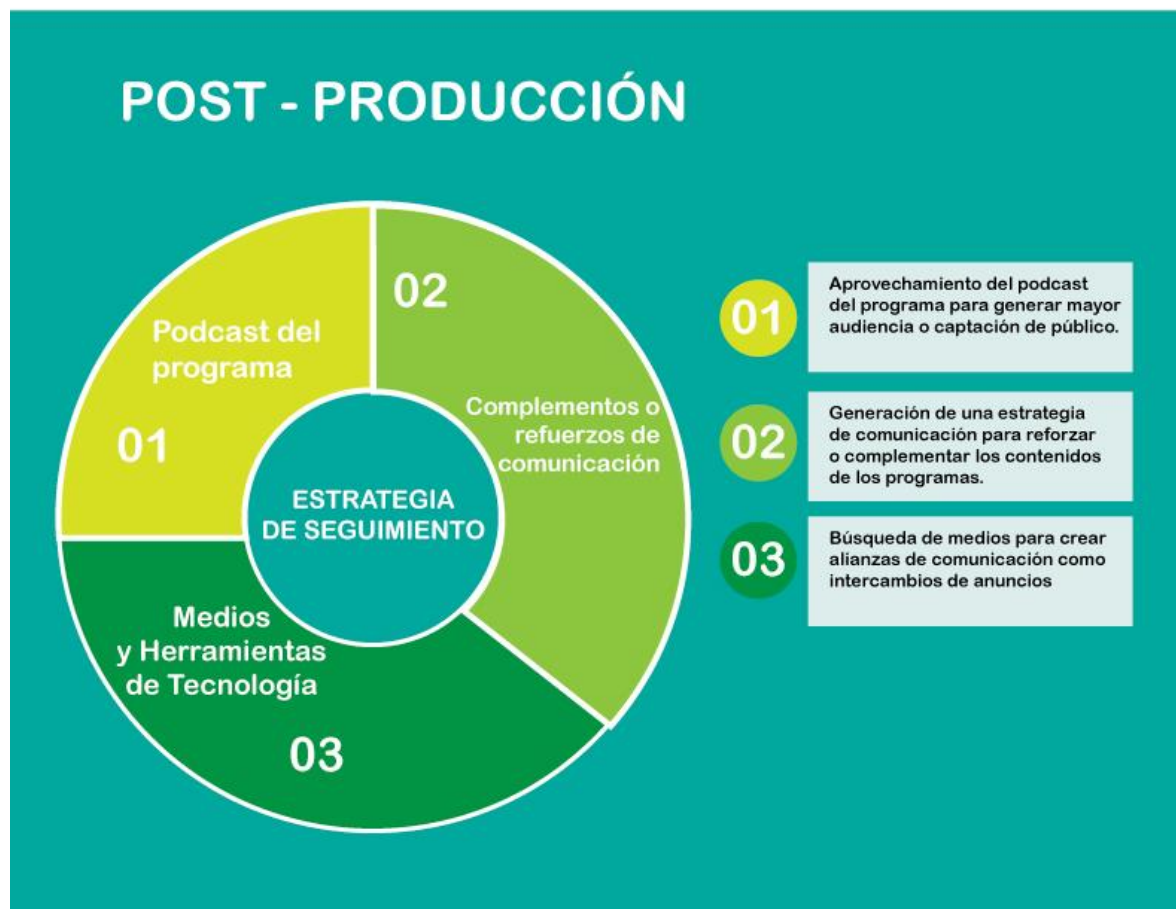 POST - PRODUCCIÓN
Podcast del
programa
01
02
Complementos o
refuerzos de
comunicación
ESTRATEGIA
DE SEGUIMIENTO
Medios
y Herramientas
de Tecnología
03
01
Aprovechamiento del podcast
del programa para generar mayor
audiencia o captación de público.
02
Generación de una estrategia
de comunicación para reforzar
o complementar los contenidos
de los programas.
03
Búsqueda de medios para crear
alianzas de comunicación como
intercambios de anuncios